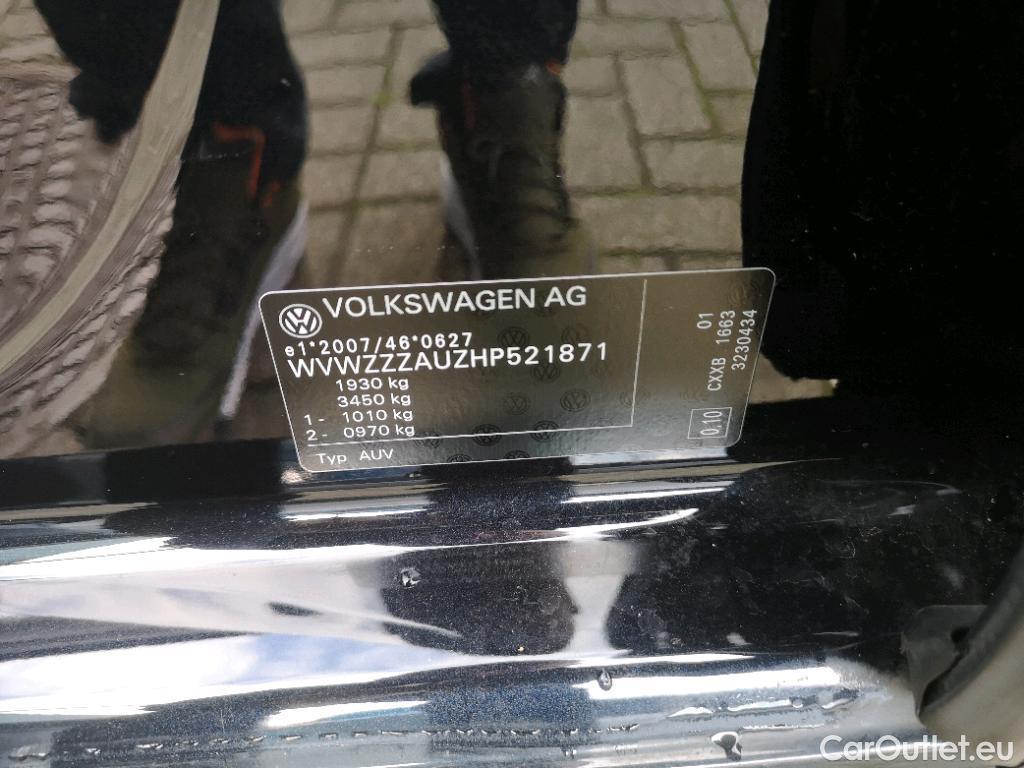 VOLKSWAGEN AG
e1*2007/46*0627
WVWZZZAUZHP521871
1930 kg
3450 kg
1- 1010 kg
2- 0970 kg
Typ AUV
01
CXXB 1663
3230434
0.10
CarOutlet.eu